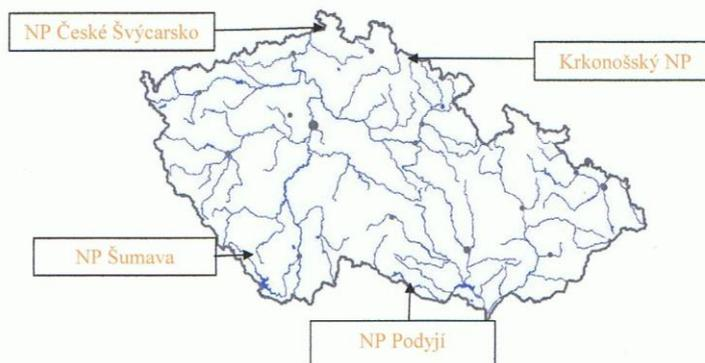 NP České Švýcarsko
Krkonošský NP
NP Šumava
NP Podyjí